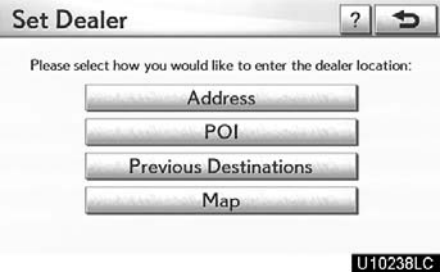 Set Dealer ?
Please select how you would like to enter the dealer location:
Address
POI
Previous Destinations
Map
U10238LC